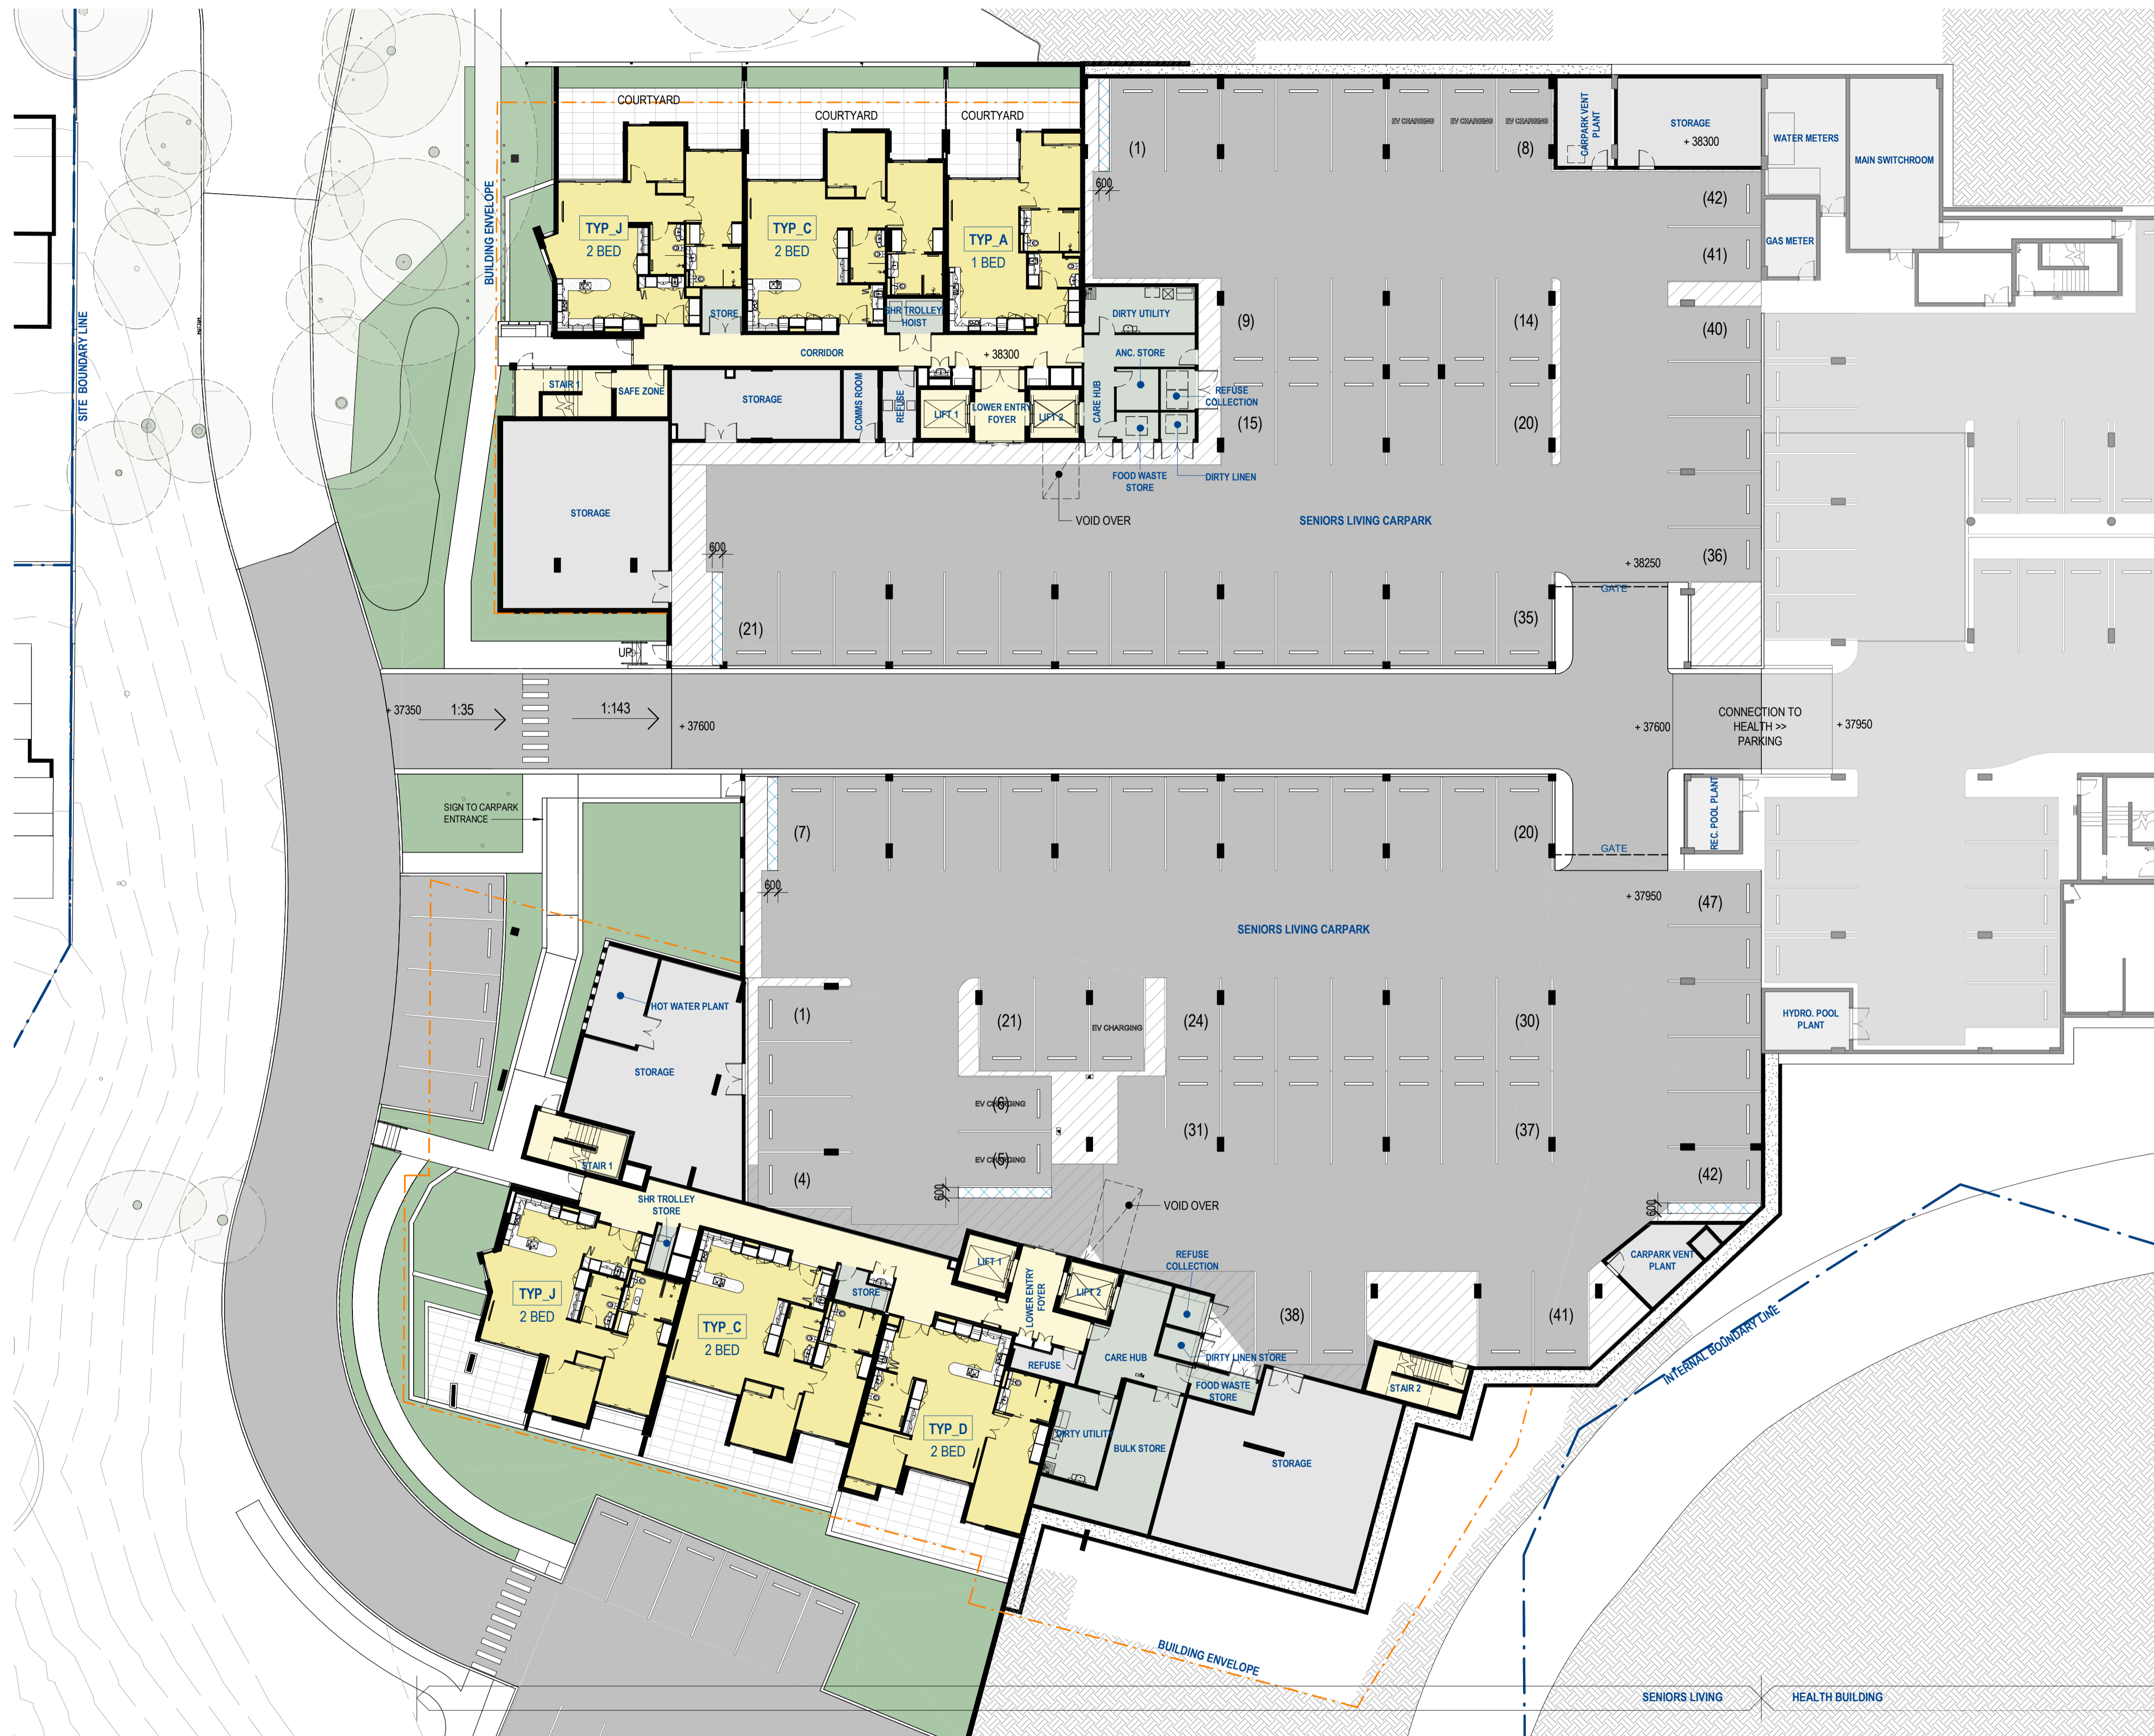 COURTYARD
COURTYARD
COURTYARD
EV CHARGING
EV CHARGING
EV CHARGING
(1)
(8)
CARPARK VENT
PLANT
STORAGE
+ 38300
WATER METERS
MAIN SWITCHROOM
BUILDING ENVELOPE
600
(42)
TYP_J
2 BED
TYP_C
2 BED
TYP_A
1 BED
GAS METER
(41)
SITE BOUNDARY LINE
STORE
SHR TROLLEY
HOIST
DIRTY UTILITY
(9)
(14)
(40)
CORRIDOR
+ 38300
ANC. STORE
STAIR 1
SAFE ZONE
STORAGE
COMMS ROOM
REFUSE
LIFT 1
LOWER ENTRY
FOYER
LIFT 2
CARE HUB
REFUSE
COLLECTION
(15)
(20)
FOOD WASTE
STORE
DIRTY LINEN
STORAGE
VOID OVER
SENIORS LIVING CARPARK
600
(36)
+ 38250
GATE
(21)
(35)
UP
+ 37350
1:35
1:143
+ 37600
+ 37600
CONNECTION TO
HEALTH >>
PARKING
+ 37950
SIGN TO CARPARK
ENTRANCE
(7)
(20)
REC. POOL PLANT
GATE
600
+ 37950
(47)
SENIORS LIVING CARPARK
HOT WATER PLANT
(1)
(21)
EV CHARGING
(24)
(30)
HYDRO. POOL
PLANT
STORAGE
EV CHARGING
(6)
(31)
(37)
EV CHARGING
(5)
STAIR 1
(4)
600
(42)
SHR TROLLEY
STORE
VOID OVER
600
LIFT 1
REFUSE
COLLECTION
CARPARK VENT
PLANT
TYP_J
2 BED
STORE
LOWER ENTRY
FOYER
LIFT 2
(38)
(41)
TYP_C
2 BED
INTERNAL BOUNDARY LINE
REFUSE
CARE HUB
DIRTY LINEN STORE
FOOD WASTE
STORE
STAIR 2
TYP_D
2 BED
DIRTY UTILITY
BULK STORE
STORAGE
BUILDING ENVELOPE
SENIORS LIVING
HEALTH BUILDING